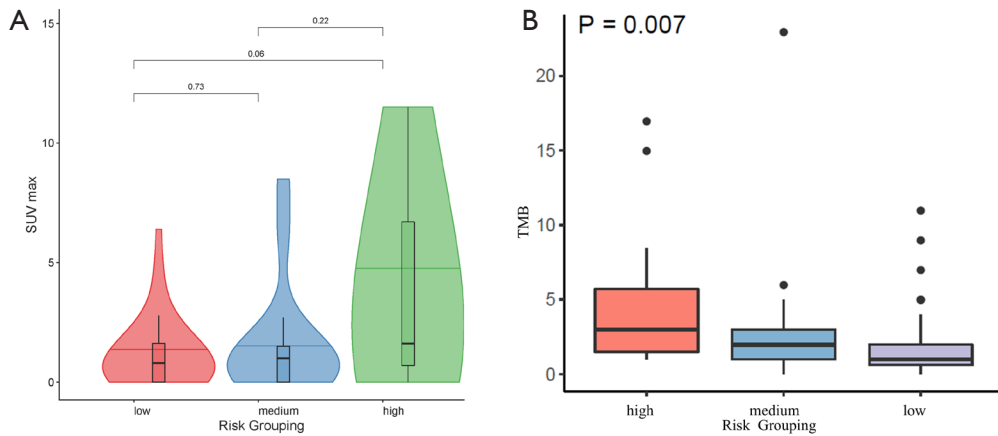 A
SUV max
15
10
5
0
0.22
0.06
0.73
low
medium
high
Risk Grouping
B
P = 0.007
TMB
20
15
10
5
0
high
medium
low
Risk Grouping